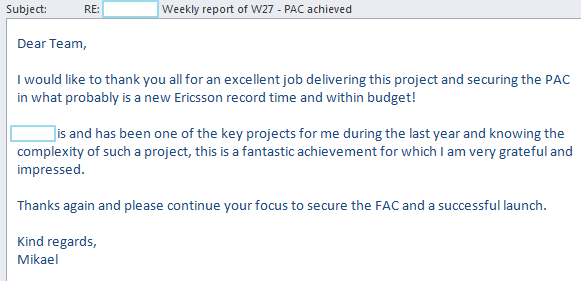 Subject: RE: Weekly report of W27 - PAC achieved
Dear Team,
I would like to thank you all for an excellent job delivering this project and securing the PAC
in what probably is a new Ericsson record time and within budget!
is and has been one of the key projects for me during the last year and knowing the
complexity of such a project, this is a fantastic achievement for which I am very grateful and
impressed.
Thanks again and please continue your focus to secure the FAC and a successful launch.
Kind regards,
Mikael